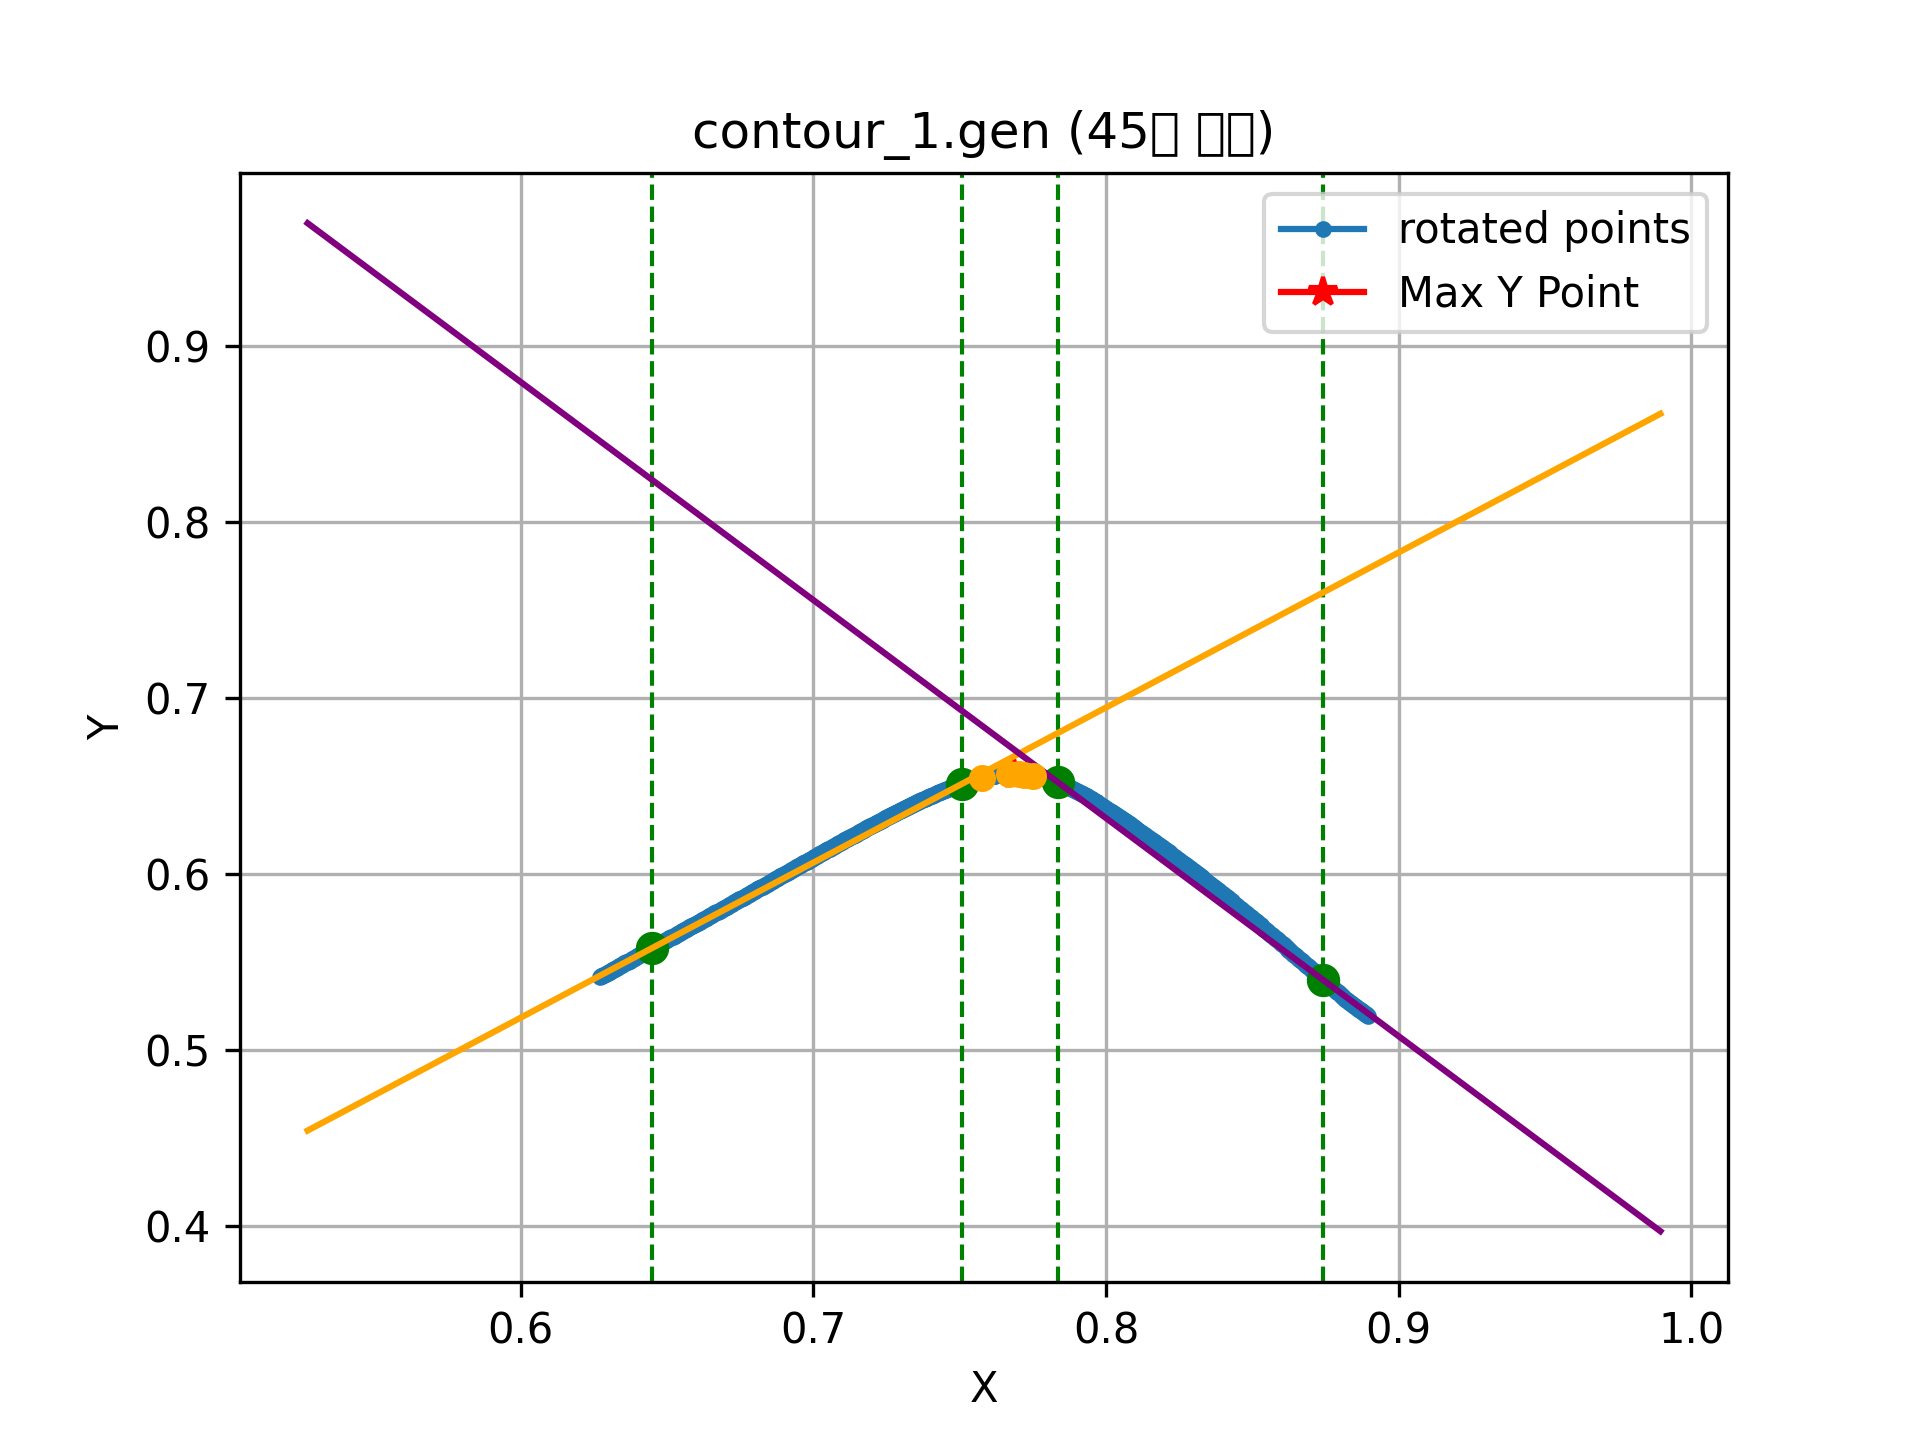 contour_1.gen (45▯ ▯▯)
rotated points
Max Y Point
Y
0.9
0.8
0.7
0.6
0.5
0.4
0.6 0.7 0.8 0.9 1.0
X